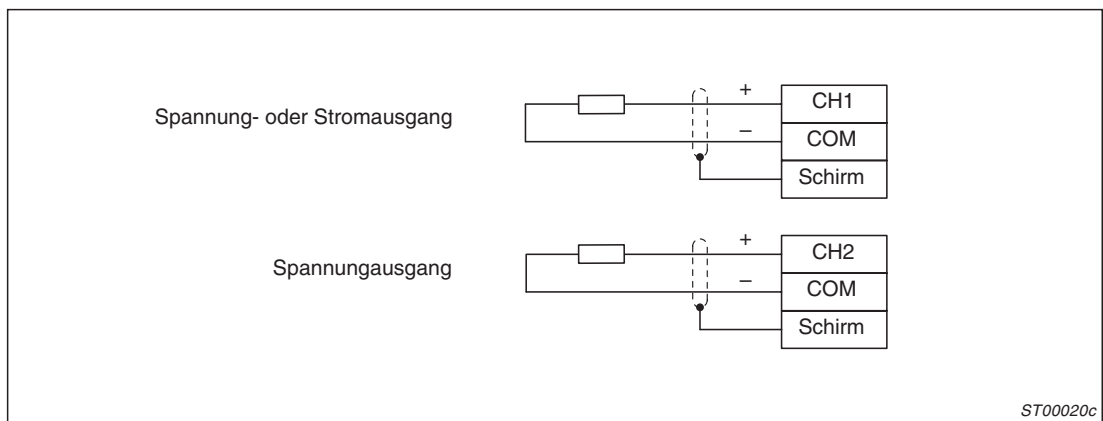 Spannung- oder Stromausgang
+
CH1
–
COM
Schirm
Spannungausgang
+
CH2
–
COM
Schirm
ST00020c